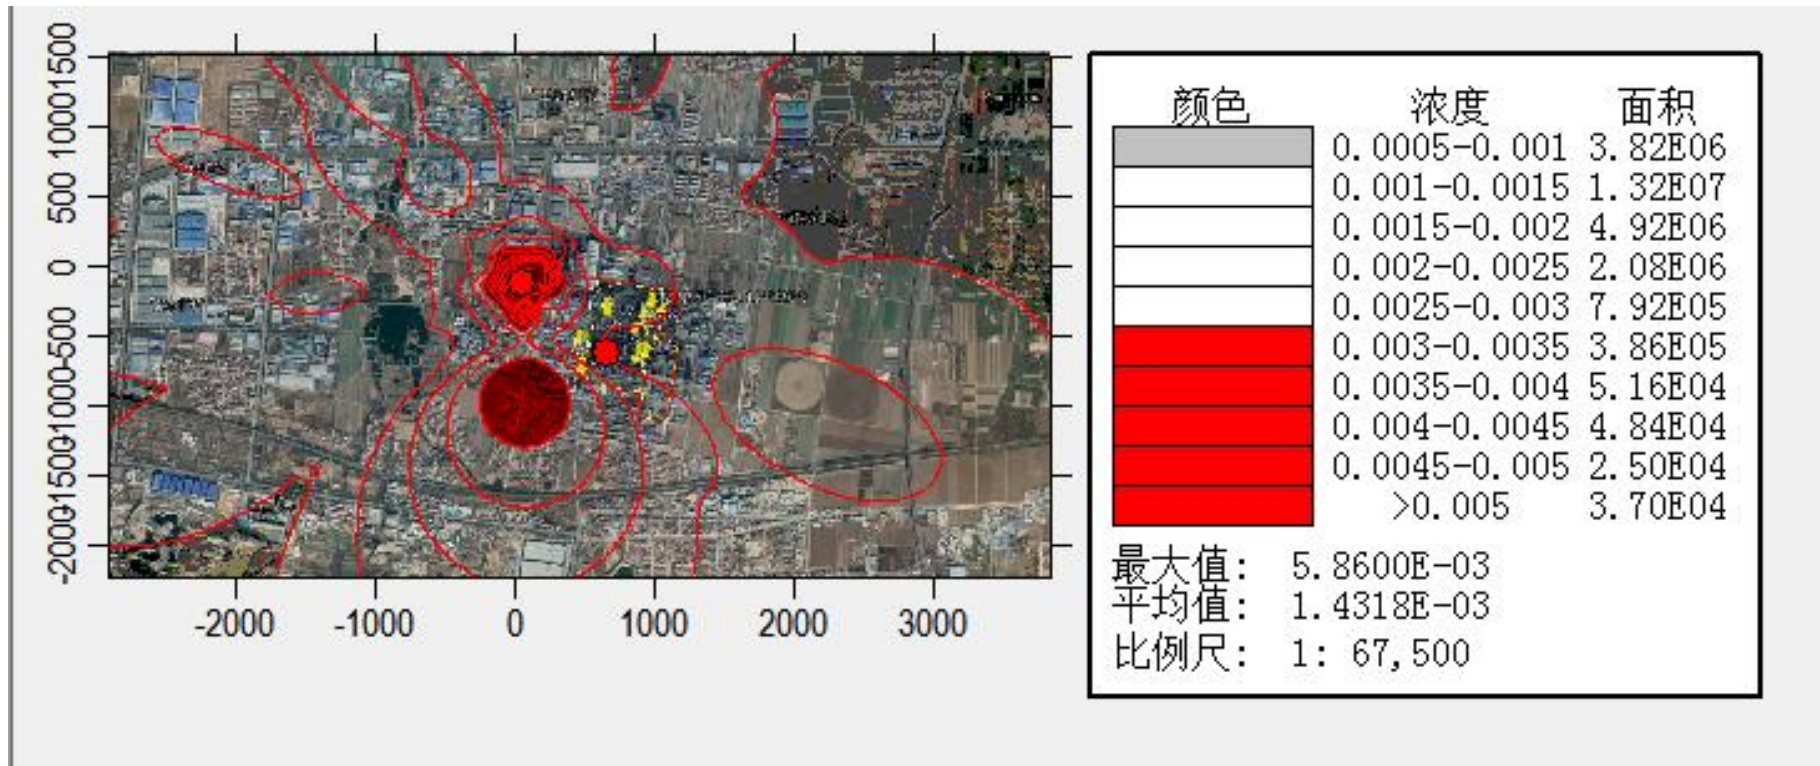 1500
1000
500
0
-500
-1000
-1500
-2000
-2000 -1000 0 1000 2000 3000
颜色 浓度 面积
0.0005-0.001 3.82E06
0.001-0.0015 1.32E07
0.0015-0.002 4.92E06
0.002-0.0025 2.08E06
0.0025-0.003 7.92E05
0.003-0.0035 3.86E05
0.0035-0.004 5.16E04
0.004-0.0045 4.84E04
0.0045-0.005 2.50E04
>0.005 3.70E04
最大值: 5.8600E-03
平均值: 1.4318E-03
比例尺: 1: 67,500